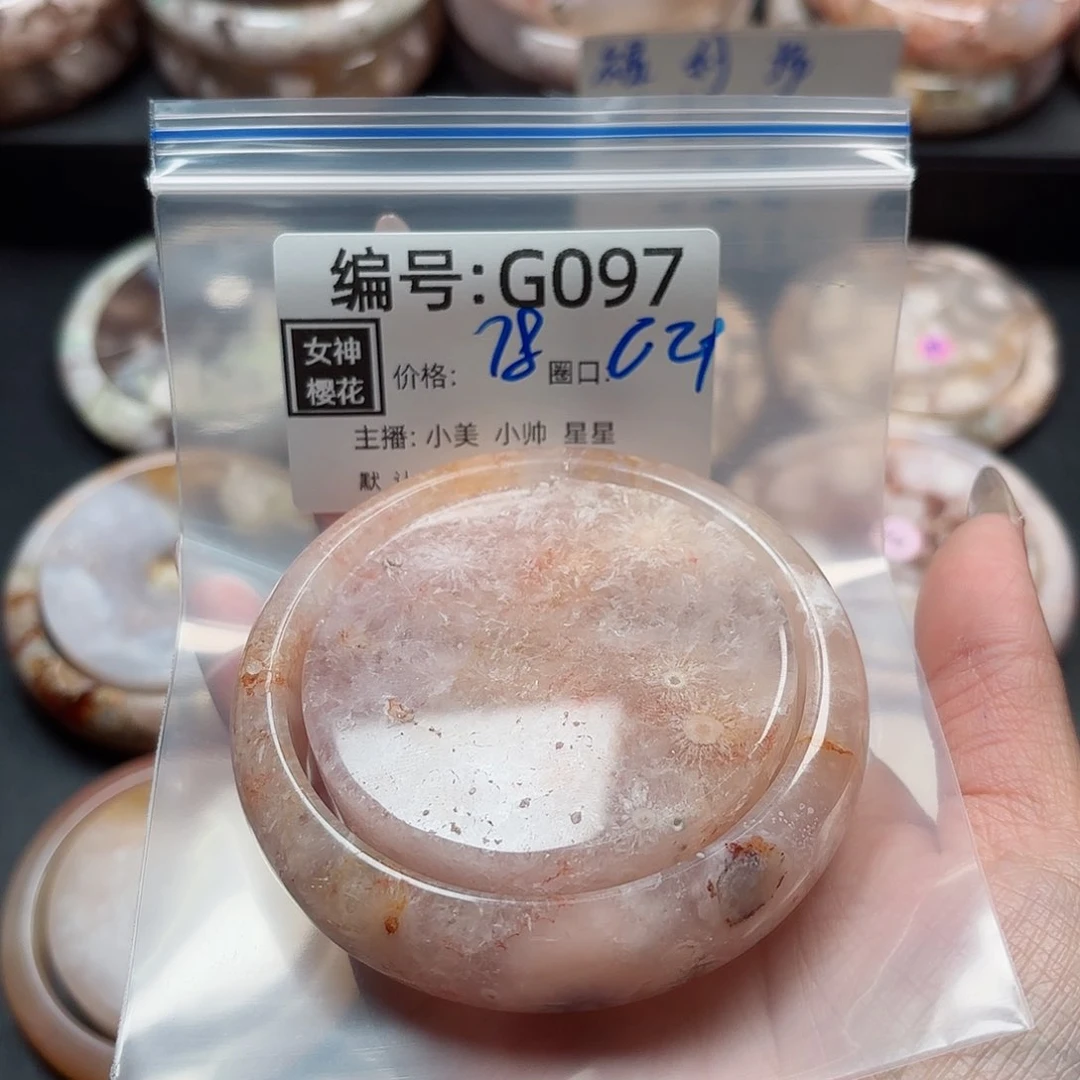 编号:G097
女神
樱花
价格: 78 圈口:
主播: 小美 小帅 星星
默